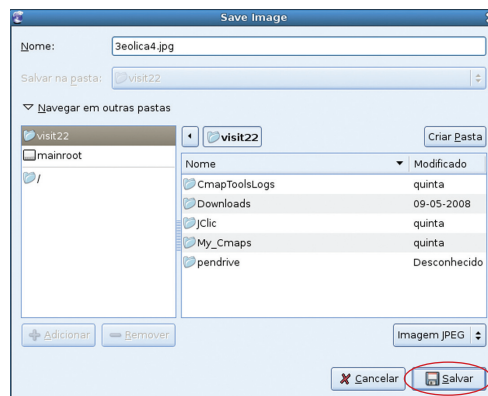 Save Image
Nome: 3eolica4.jpg
Salvar na pasta: visit22
Navegar em outras pastas
visit22
mainroot
/
visit22
Criar Pasta
Nome Modificado
CmapToolsLogs quinta
Downloads 09-05-2008
JClic quinta
My_Cmaps quinta
pendrive Desconhecido
Adicionar Remover
Imagem JPEG
Cancelar Salvar